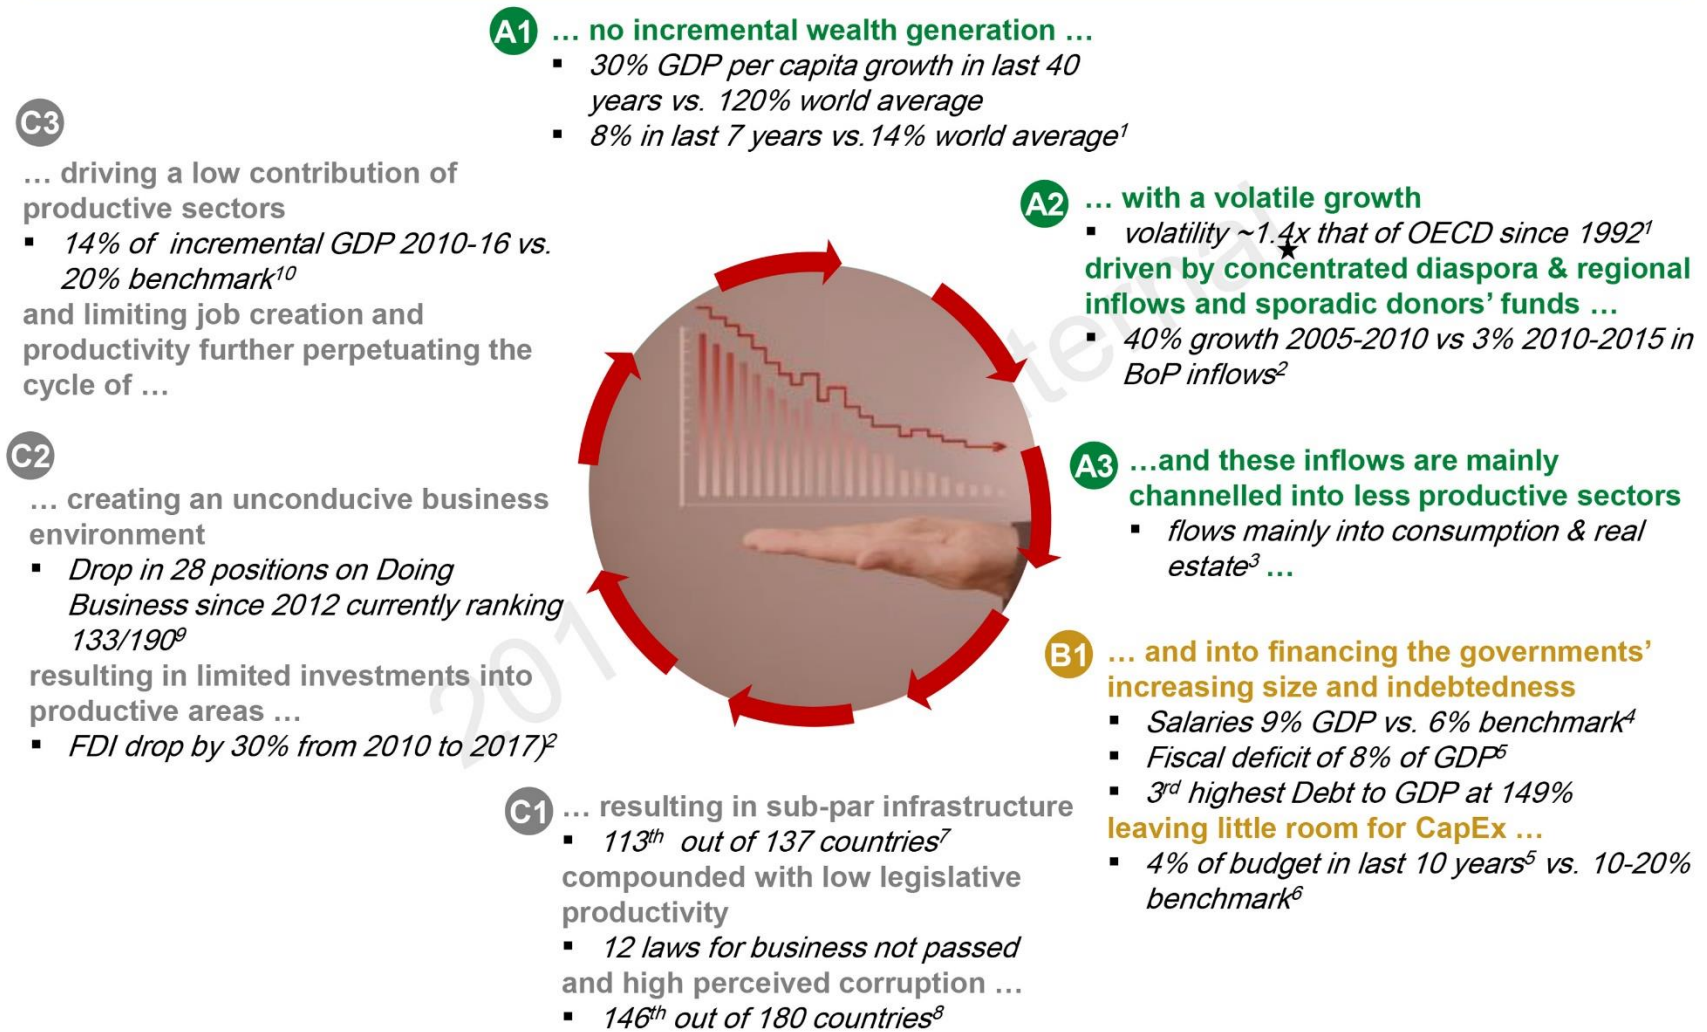 A1 … no incremental wealth generation …
▪ 30% GDP per capita growth in last 40
years vs. 120% world average
▪ 8% in last 7 years vs.14% world average¹
A2 … with a volatile growth
▪ volatility ~1.4x that of OECD since 1992¹
driven by concentrated diaspora & regional
inflows and sporadic donors’ funds …
▪ 40% growth 2005-2010 vs 3% 2010-2015 in
BoP inflows²
A3 …and these inflows are mainly
channelled into less productive sectors
▪ flows mainly into consumption & real
estate³ …
B1 … and into financing the governments’
increasing size and indebtedness
▪ Salaries 9% GDP vs. 6% benchmark⁴
▪ Fiscal deficit of 8% of GDP⁵
▪ 3rd highest Debt to GDP at 149%
leaving little room for CapEx …
▪ 4% of budget in last 10 years⁵ vs. 10-20%
benchmark⁶
C1 … resulting in sub-par infrastructure
▪ 113th out of 137 countries⁷
compounded with low legislative
productivity
▪ 12 laws for business not passed
and high perceived corruption …
▪ 146th out of 180 countries⁸
C2
… creating an unconducive business
environment
▪ Drop in 28 positions on Doing
Business since 2012 currently ranking
133/190⁹
resulting in limited investments into
productive areas …
▪ FDI drop by 30% from 2010 to 2017)²
C3
… driving a low contribution of
productive sectors
▪ 14% of incremental GDP 2010-16 vs.
20% benchmark¹⁰
and limiting job creation and
productivity further perpetuating the
cycle of …